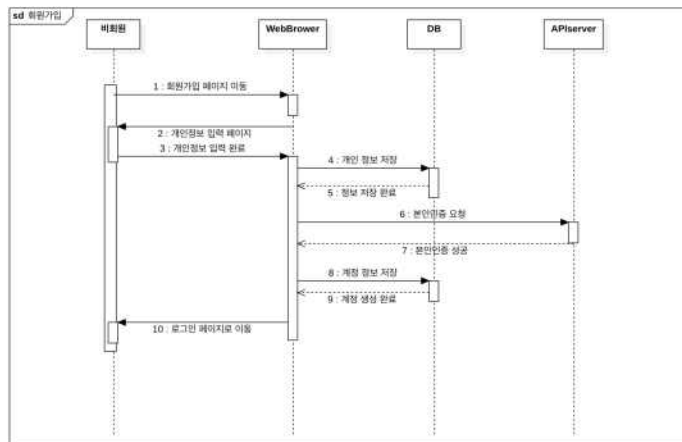 sd 회원가입
비회원 WebBrower DB APIserver
1 : 회원가입 페이지 이동
2 : 개인정보 입력 페이지
3 : 개인정보 입력 완료
4 : 개인 정보 저장
5 : 정보 저장 완료
6 : 본인인증 요청
7 : 본인인증 성공
8 : 계정 정보 저장
9 : 계정 생성 완료
10 : 로그인 페이지로 이동